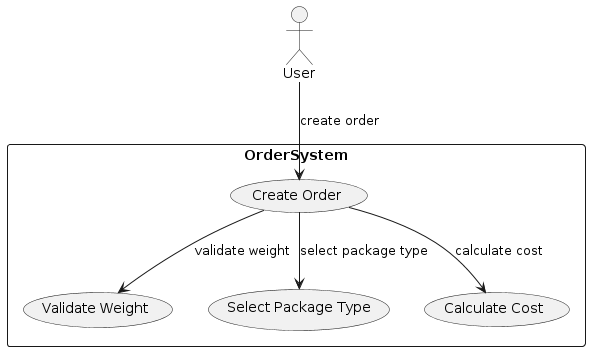 User
create order
OrderSystem
Create Order
validate weight
select package type
calculate cost
Validate Weight
Select Package Type
Calculate Cost